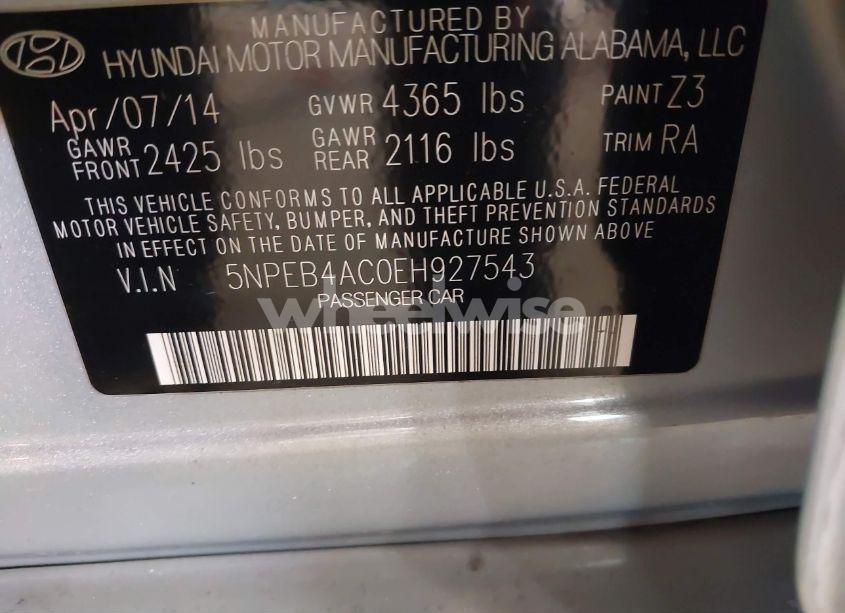 MANUFACTURED BY
HYUNDAI MOTOR MANUFACTURING ALABAMA, LLC
Apr/07/14 GVWR 4365 lbs PAINT Z3
GAWR FRONT 2425 lbs GAWR REAR 2116 lbs TRIM RA
THIS VEHICLE CONFORMS TO ALL APPLICABLE U.S.A. FEDERAL
MOTOR VEHICLE SAFETY, BUMPER, AND THEFT PREVENTION STANDARDS
IN EFFECT ON THE DATE OF MANUFACTURE SHOWN ABOVE
V.I.N 5NPEB4AC0EH927543
PASSENGER CAR
wheelwise